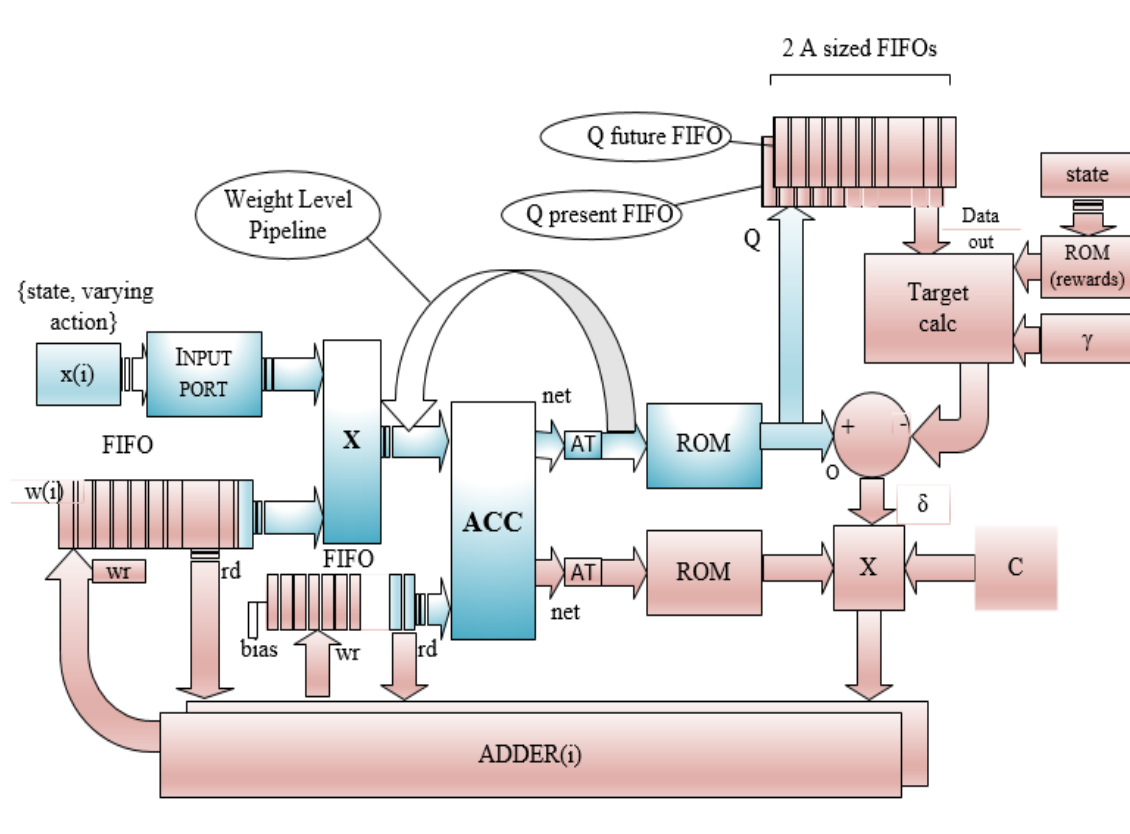 2 A sized FIFOs
Q future FIFO
state
Weight Level
Pipeline
Q present FIFO
Q
Data
out
ROM
(rewards)
{state, varying
action}
Target
calc
γ
x(i)
INPUT
PORT
net
FIFO
X
AT
ROM
+
-
o
w(i)
ACC
δ
wr
rd
FIFO
AT
ROM
X
C
net
bias
wr
rd
ADDER(i)